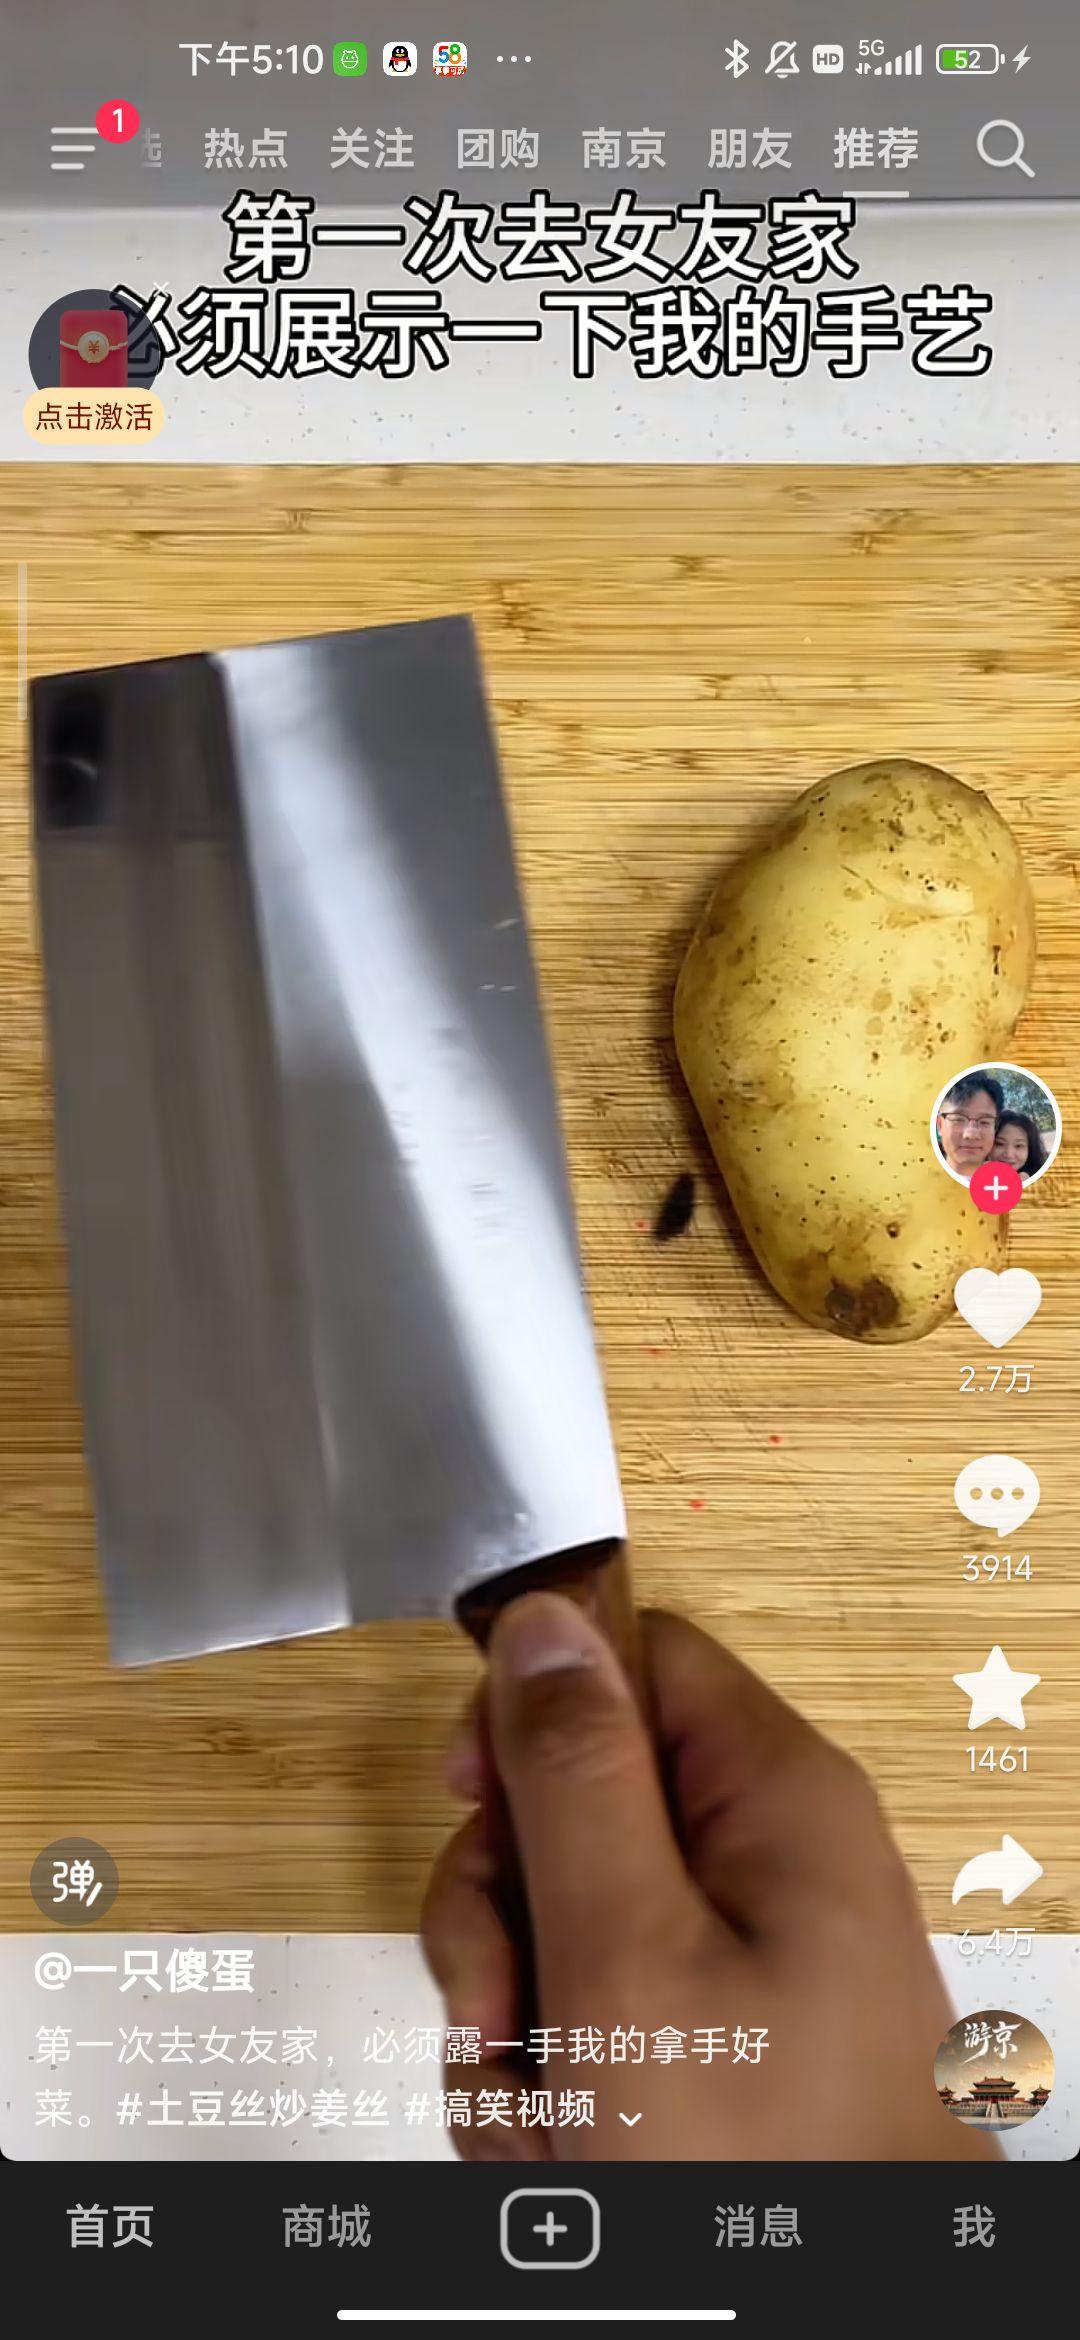 下午5:10
58
5G
HD
52
1
热点 关注 团购 南京 朋友 推荐
第一次去女友家
必须展示一下我的手艺
点击激活
2.7万
3914
1461
6.4万
弹
@一只傻蛋
第一次去女友家，必须露一手我的拿手好
菜。#土豆丝炒姜丝 #搞笑视频
游京
首页 商城 消息 我